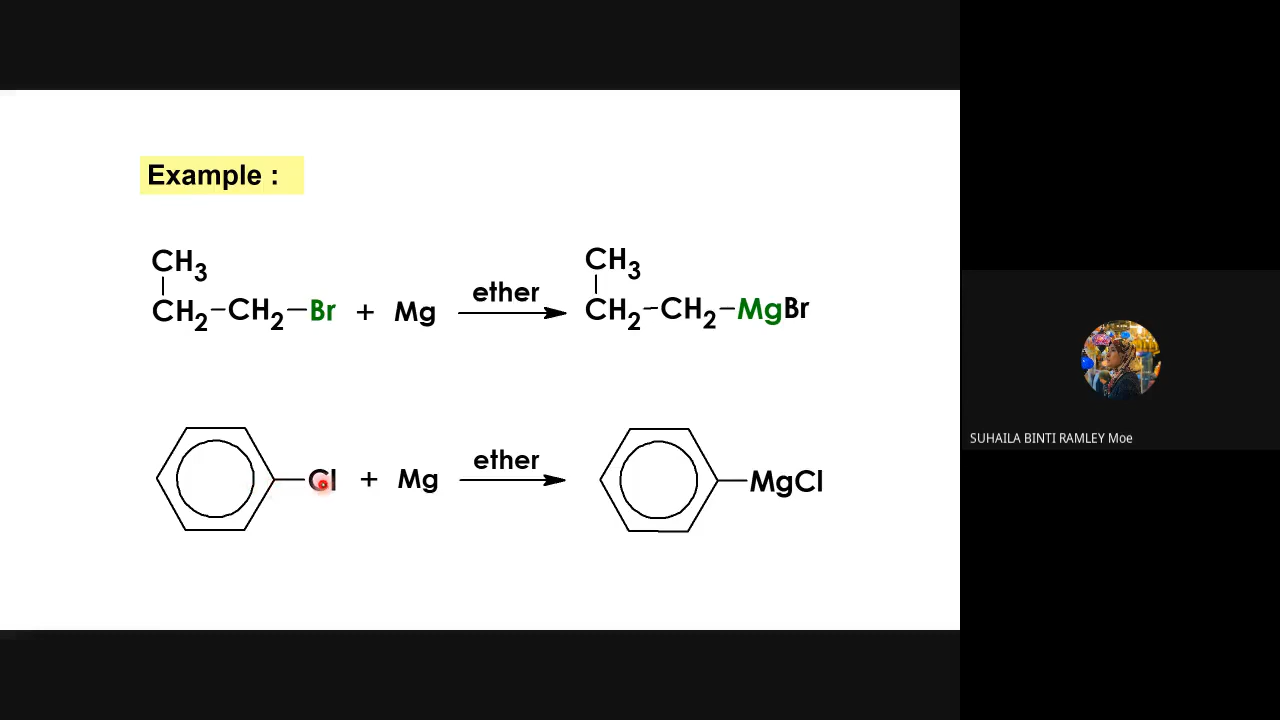 Example :
CH3
CH2–CH2–Br + Mg ether CH3
CH2–CH2–MgBr
Cl + Mg ether MgCl
SUHAILA BINTI RAMLEY Moe